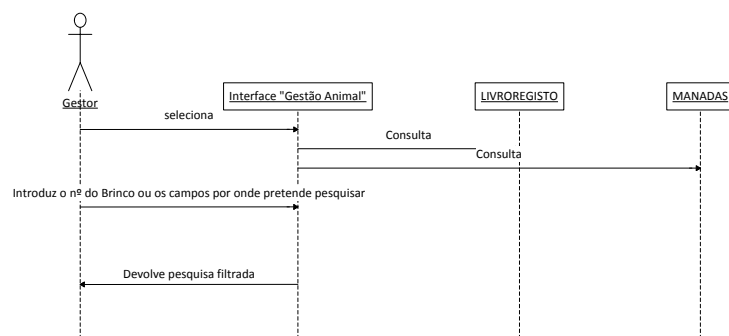 Gestor
Interface "Gestão Animal"
LIVROREGISTO
MANADAS
seleciona
Consulta
Consulta
Introduz o nº do Brinco ou os campos por onde pretende pesquisar
Devolve pesquisa filtrada